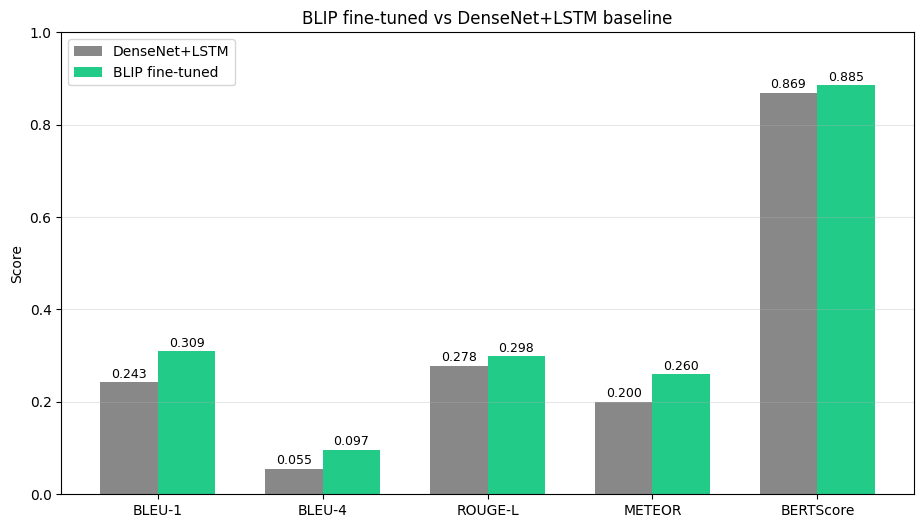 BLIP fine-tuned vs DenseNet+LSTM baseline
1.0
DenseNet+LSTM
BLIP fine-tuned
0.869
0.885
0.8
0.6
Score
0.4
0.243
0.309
0.055
0.097
0.278
0.298
0.200
0.260
0.2
0.0
BLEU-1
BLEU-4
ROUGE-L
METEOR
BERTScore